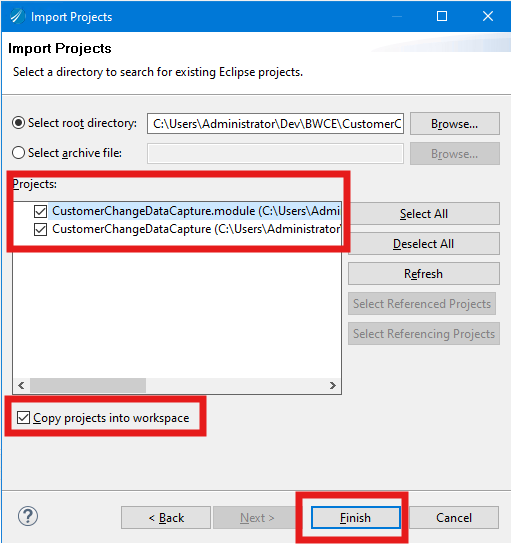 Import Projects
Import Projects
Select a directory to search for existing Eclipse projects.
Select root directory: C:\Users\Administrator\Dev\BWCE\CustomerC Browse...
Select archive file: Browse...
Projects:
CustomerChangeDataCapture.module (C:\Users\Admi
CustomerChangeDataCapture (C:\Users\Administrator\
Select All
Deselect All
Refresh
Select Referenced Projects
Select Referencing Projects
Copy projects into workspace
? < Back Next > Finish Cancel